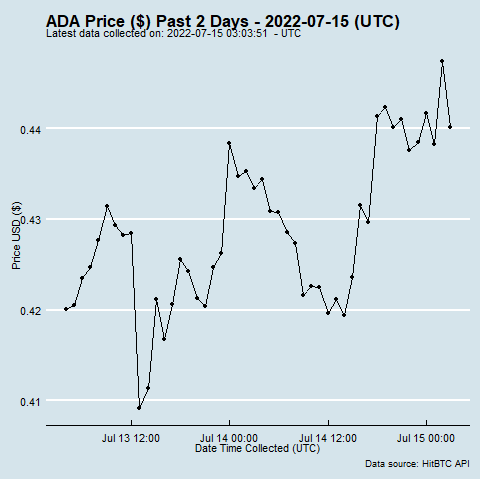 ADA Price ($) Past 2 Days - 2022-07-15 (UTC)
Latest data collected on: 2022-07-15 03:03:51 - UTC
0.44
0.43
0.42
0.41
Price USD ($)
Jul 13 12:00 Jul 14 00:00 Jul 14 12:00 Jul 15 00:00
Date Time Collected (UTC)
Data source: HitBTC API